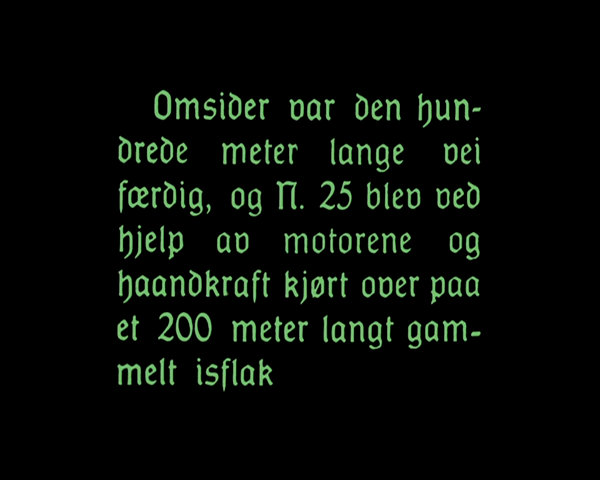 Omsider var den hun-
drede meter lange vei
færdig, og N. 25 blev ved
hjelp av motorene og
haandkraft kjørt over paa
et 200 meter langt gam-
melt isflak